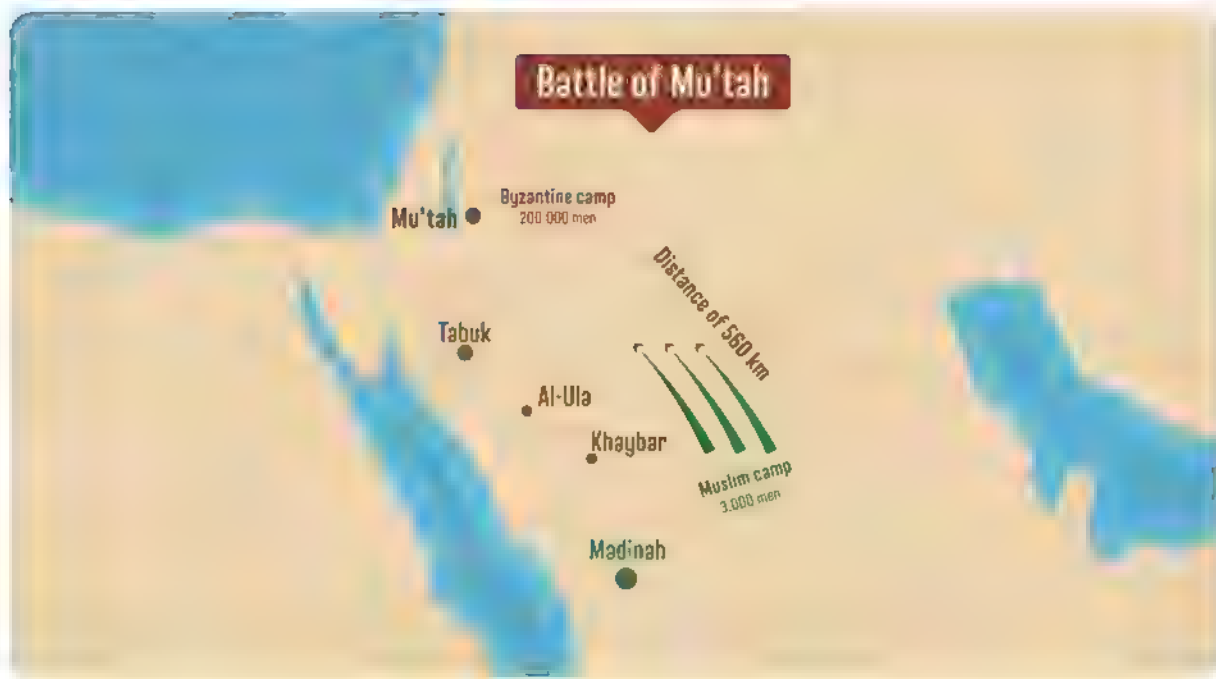 Battle of Mu'tah
Byzantine camp
200 000 men
Mu'tah
Distance of 560 km
Tabuk
Al-Ula
Khaybar
Muslim camp
3.000 men
Madinah